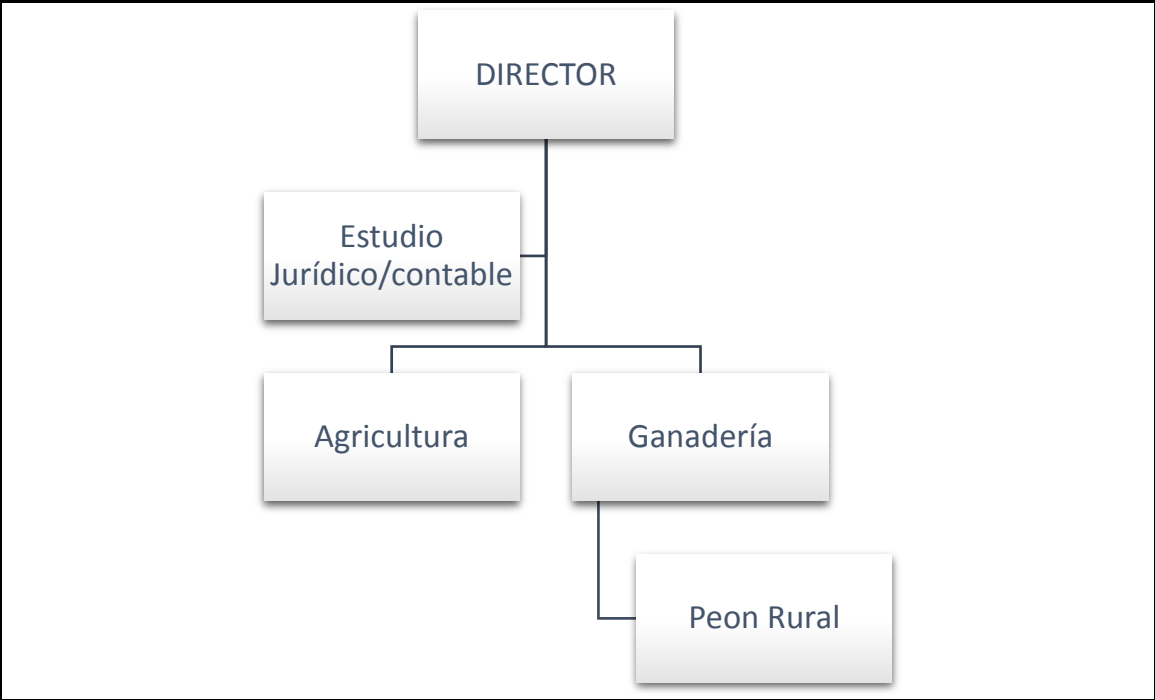 DIRECTOR
Estudio
Jurídico/contable
Agricultura
Ganadería
Peon Rural